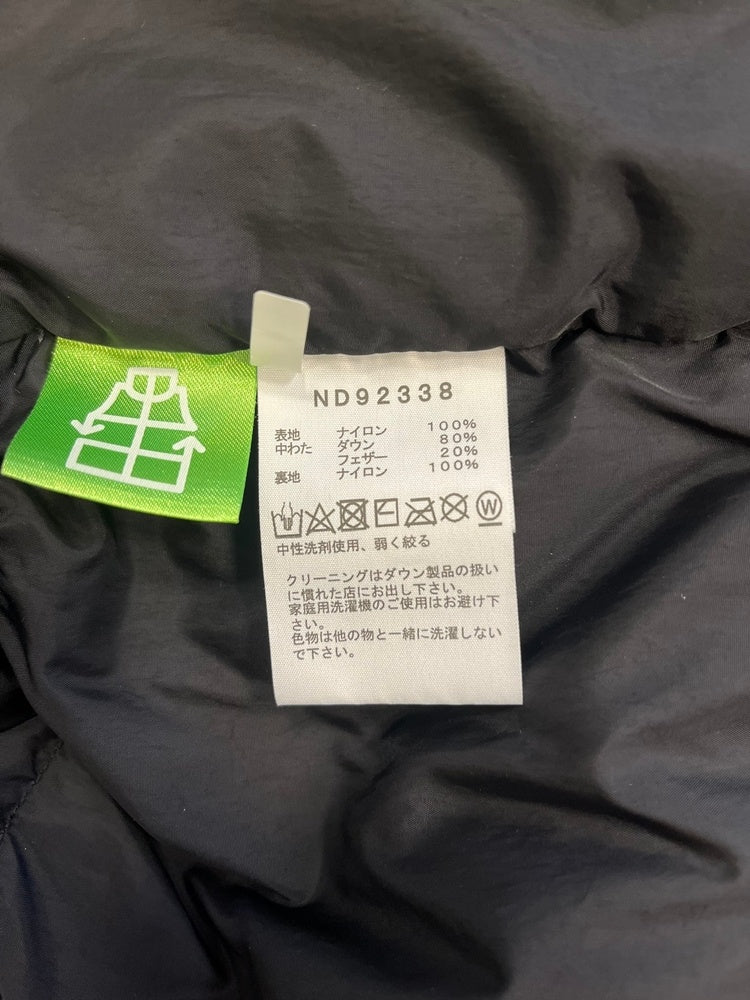 ND92338
表地 ナイロン 100%
中わた ダウン 80%
フェザー 20%
裏地 ナイロン 100%
W
中性洗剤使用、弱く絞る
クリーニングはダウン製品の扱い
に慣れた店にお出し下さい。
家庭用洗濯機のご使用はお避け下
さい。
色物は他の物と一緒に洗濯しない
で下さい。